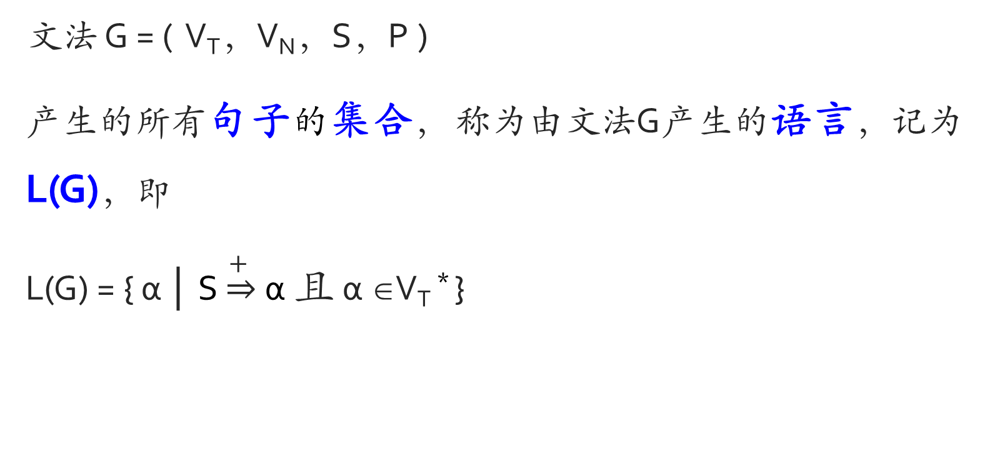 文法 G = ( V_T， V_N， S， P )
产生的所有句子的集合，称为由文法G产生的语言，记为
L(G)，即
L(G) = { α | S ⇒⁺ α 且 α ∈V_T* }